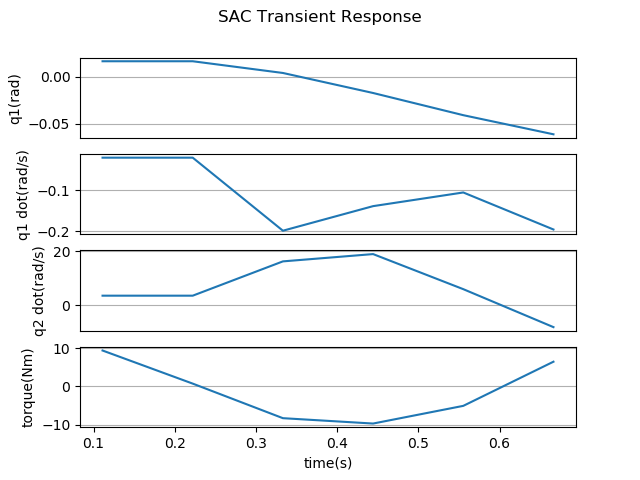 SAC Transient Response
q1(rad)
0.00
−0.05
q1 dot(rad/s)
−0.1
−0.2
q2 dot(rad/s)
20
0
torque(Nm)
10
0
−10
0.1 0.2 0.3 0.4 0.5 0.6
time(s)